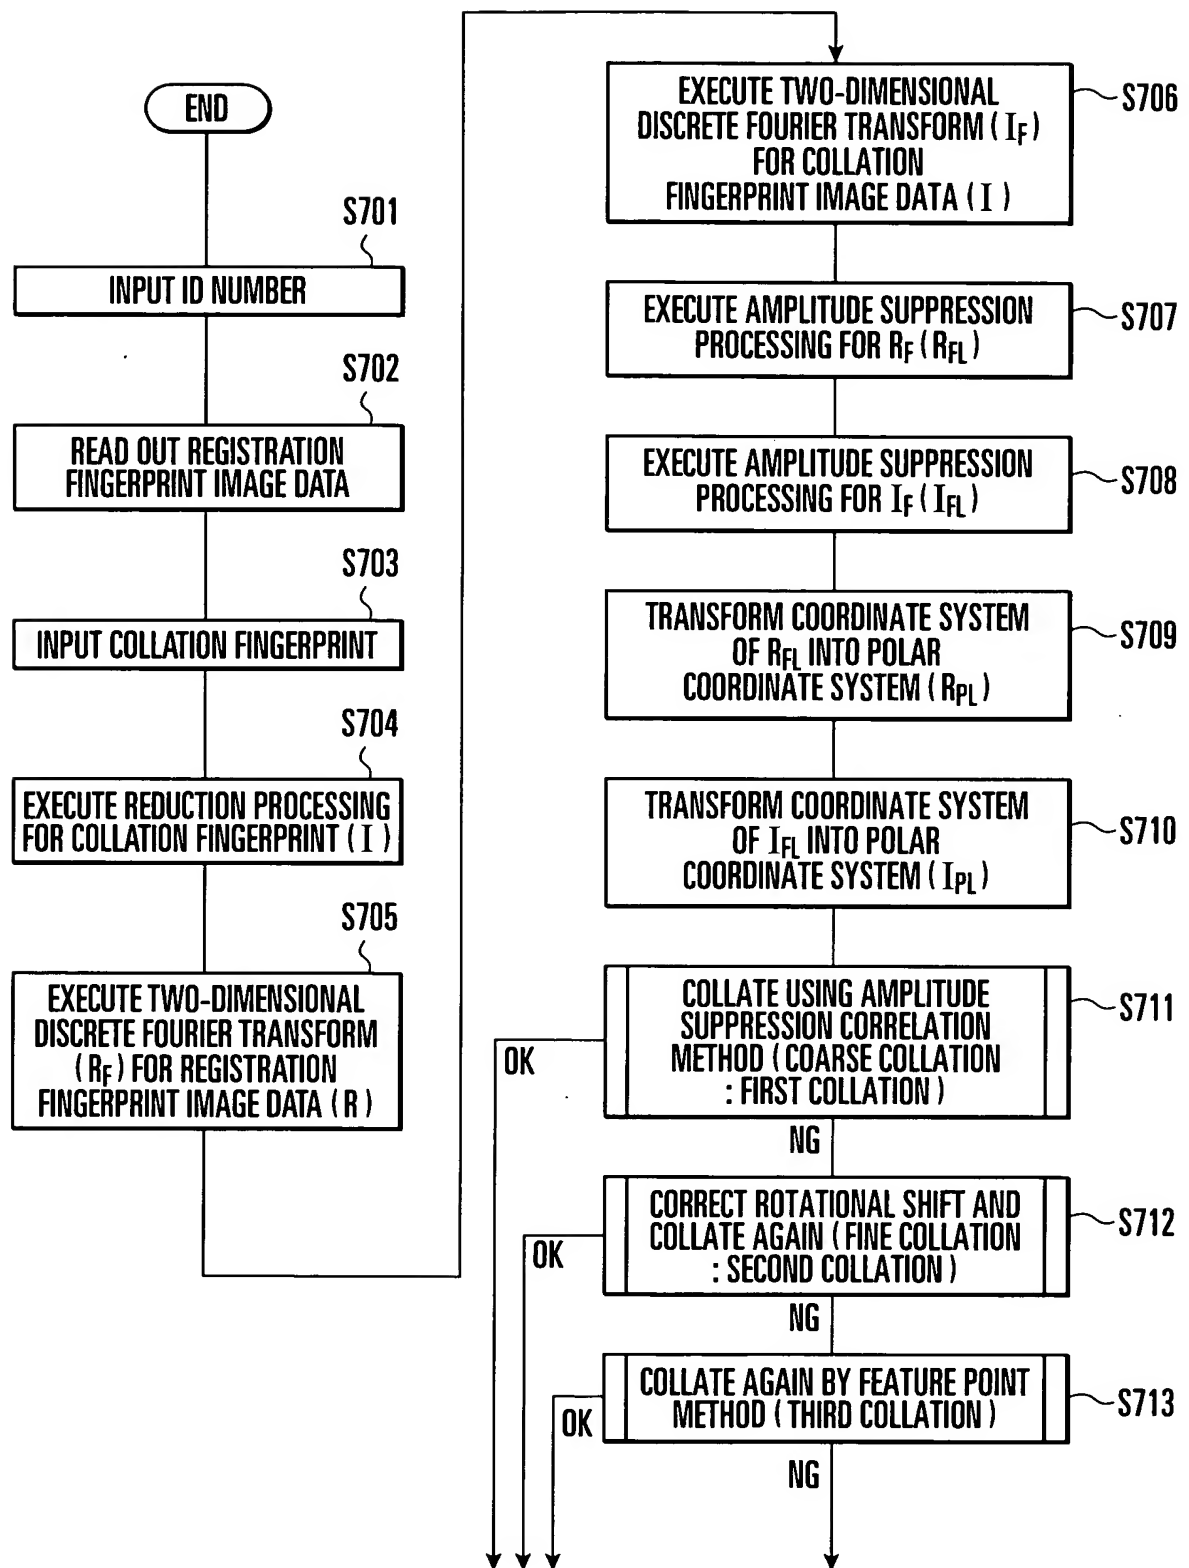 END
S701
INPUT ID NUMBER
S702
READ OUT REGISTRATION
FINGERPRINT IMAGE DATA
S703
INPUT COLLATION FINGERPRINT
S704
EXECUTE REDUCTION PROCESSING
FOR COLLATION FINGERPRINT (I)
S705
EXECUTE TWO-DIMENSIONAL
DISCRETE FOURIER TRANSFORM
(RF) FOR REGISTRATION
FINGERPRINT IMAGE DATA (R)
EXECUTE TWO-DIMENSIONAL
DISCRETE FOURIER TRANSFORM (IF)
FOR COLLATION
FINGERPRINT IMAGE DATA (I)
S706
EXECUTE AMPLITUDE SUPPRESSION
PROCESSING FOR RF (RFL)
S707
EXECUTE AMPLITUDE SUPPRESSION
PROCESSING FOR IF (IFL)
S708
TRANSFORM COORDINATE SYSTEM
OF RFL INTO POLAR
COORDINATE SYSTEM (RPL)
S709
TRANSFORM COORDINATE SYSTEM
OF IFL INTO POLAR
COORDINATE SYSTEM (IPL)
S710
COLLATE USING AMPLITUDE
SUPPRESSION CORRELATION
METHOD (COARSE COLLATION
: FIRST COLLATION)
S711
OK
NG
CORRECT ROTATIONAL SHIFT AND
COLLATE AGAIN (FINE COLLATION
: SECOND COLLATION)
S712
OK
NG
COLLATE AGAIN BY FEATURE POINT
METHOD (THIRD COLLATION)
S713
OK
NG